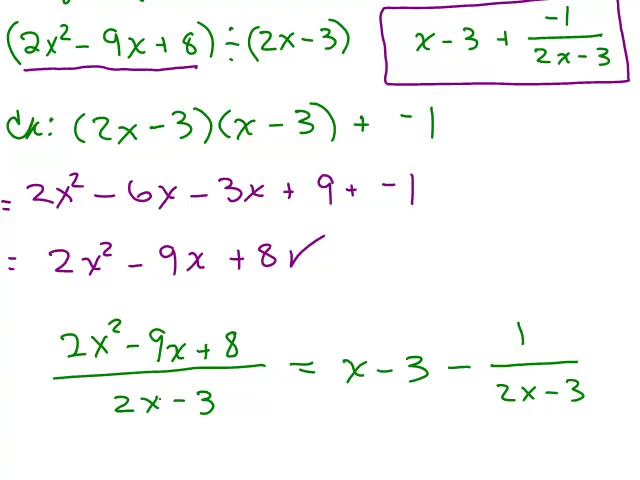 (2x² - 9x + 8) ÷ (2x - 3)
x - 3 + -1/(2x - 3)
ck: (2x - 3)(x - 3) + -1
= 2x² - 6x - 3x + 9 + -1
= 2x² - 9x + 8 ✓
(2x² - 9x + 8)/(2x - 3) = x - 3 - 1/(2x - 3)